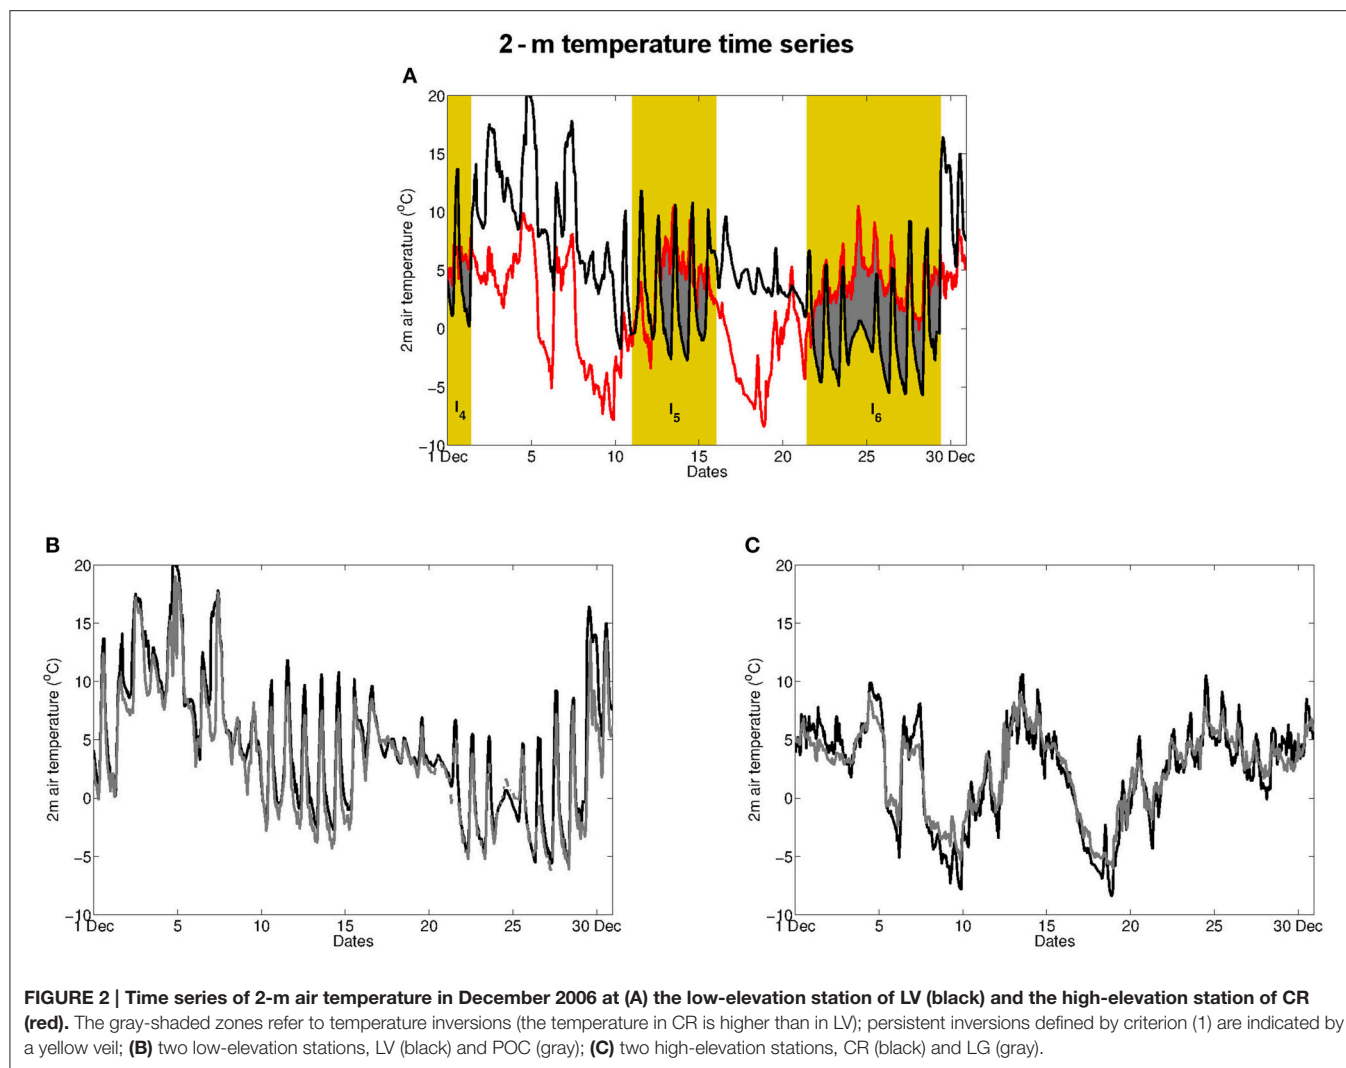 2 - m temperature time series
A
20
15
10
5
0
−5
−10
2m air temperature (⁰C)
I4
I5
I6
1 Dec
5
10
15
20
25
30 Dec
Dates
B
20
15
10
5
0
−5
−10
2m air temperature (⁰C)
1 Dec
5
10
15
20
25
30 Dec
Dates
C
20
15
10
5
0
−5
−10
2m air temperature (⁰C)
1 Dec
5
10
15
20
25
30 Dec
Dates
FIGURE 2 | Time series of 2-m air temperature in December 2006 at (A) the low-elevation station of LV (black) and the high-elevation station of CR
(red). The gray-shaded zones refer to temperature inversions (the temperature in CR is higher than in LV); persistent inversions defined by criterion (1) are indicated by
a yellow veil; (B) two low-elevation stations, LV (black) and POC (gray); (C) two high-elevation stations, CR (black) and LG (gray).